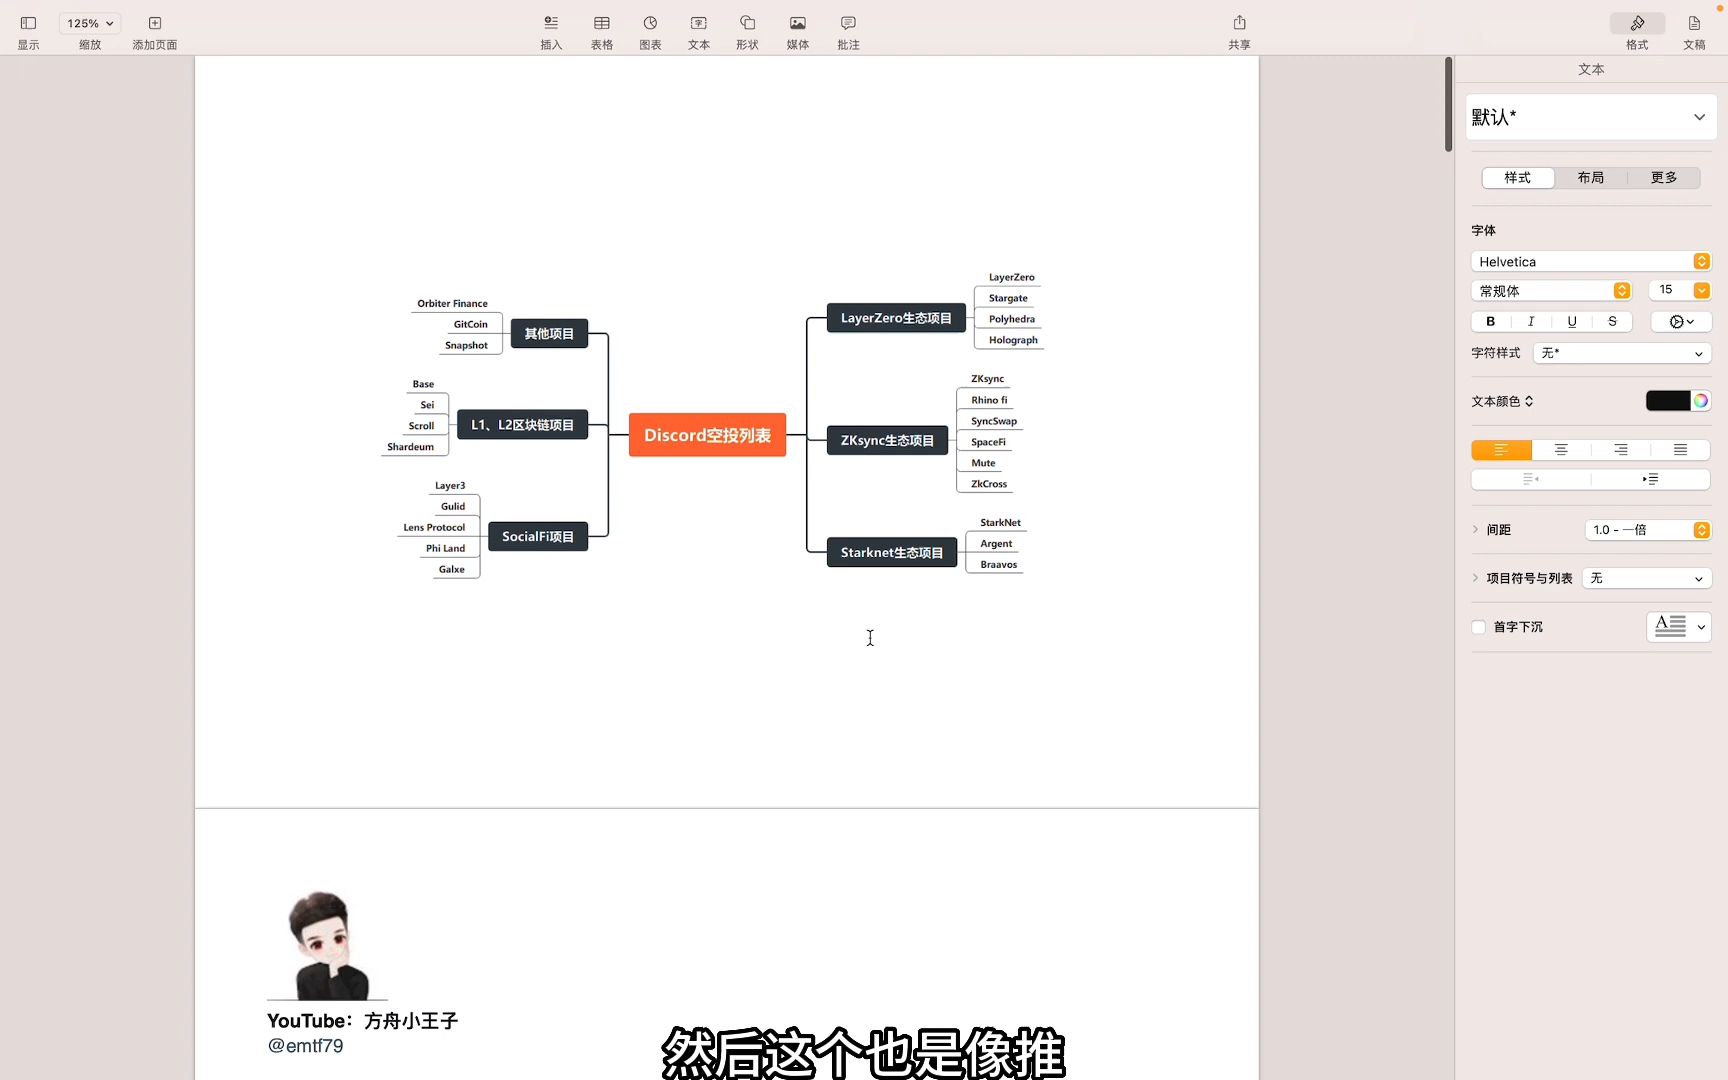 125%
显示
缩放
添加页面
插入
表格
图表
文本
形状
媒体
批注
共享
格式
文稿
Orbiter Finance
GitCoin
Snapshot
其他项目
Base
Sei
Scroll
Shardeum
L1、L2区块链项目
Layer3
Gulid
Lens Protocol
Phi Land
Galxe
SocialFi项目
Discord空投列表
LayerZero生态项目
LayerZero
Stargate
Polyhedra
Holograph
ZKsync生态项目
ZKsync
Rhino fi
SyncSwap
SpaceFi
Mute
ZkCross
Starknet生态项目
StarkNet
Argent
Braavos
YouTube：方舟小王子
@emtf79
然后这个也是像推
文本
默认*
样式 布局 更多
字体
Helvetica
常规体 15
B I U S
字符样式 无*
文本颜色
间距 1.0 - 一倍
项目符号与列表 无
首字下沉 A